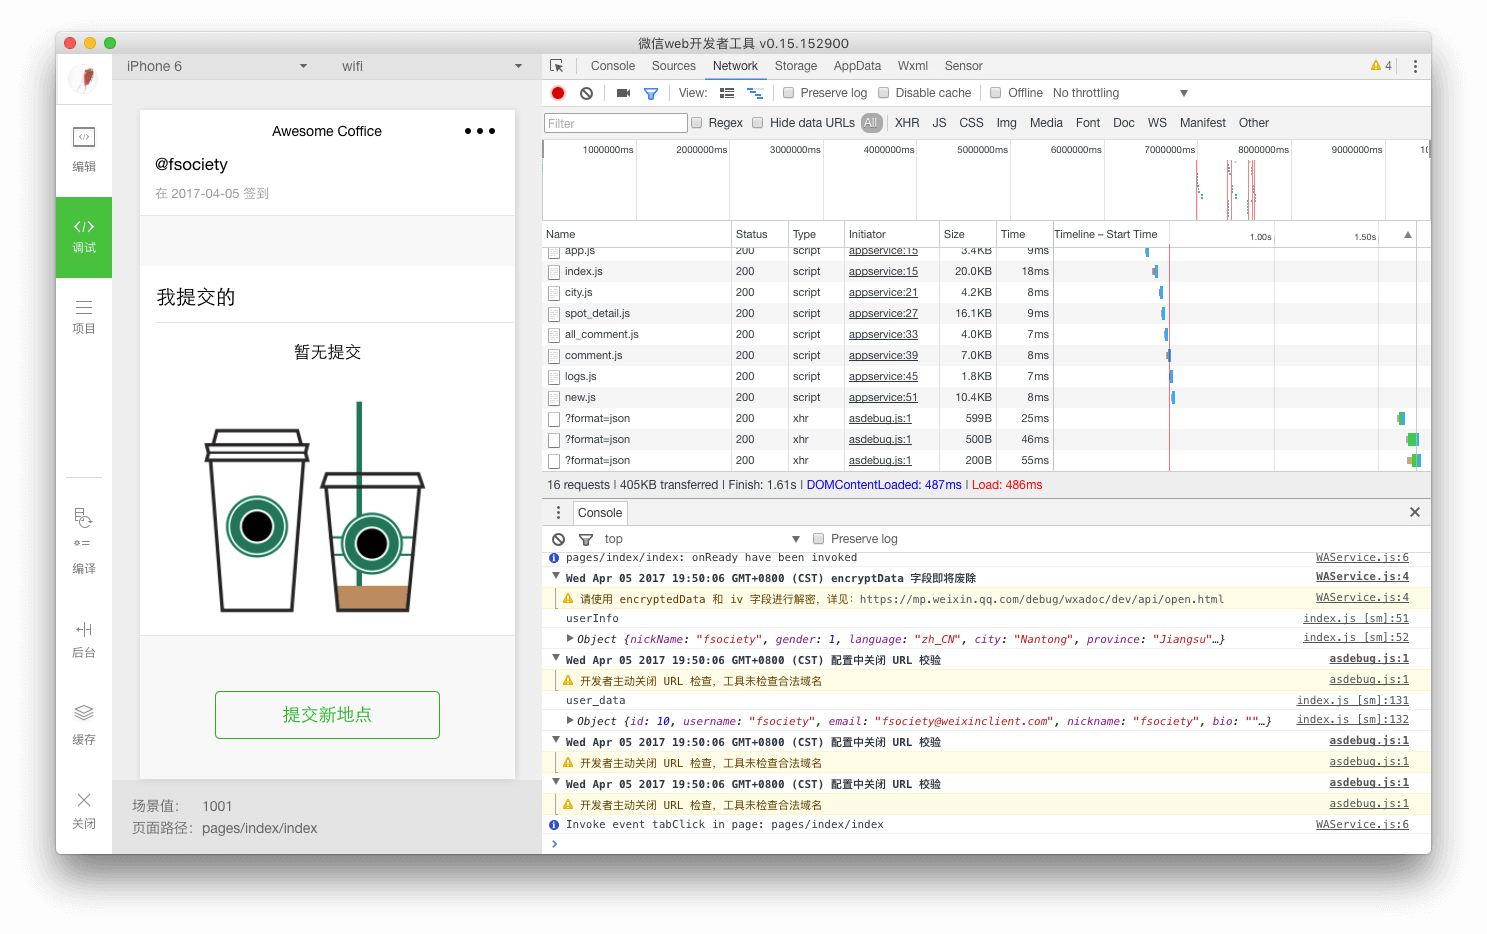 微信web开发者工具 v0.15.152900
iPhone 6
wifi
编辑
调试
项目
编译
后台
缓存
关闭
Awesome Coffice
@fsociety
在 2017-04-05 签到
我提交的
暂无提交
提交新地点
场景值： 1001
页面路径： pages/index/index
Console Sources Network Storage AppData Wxml Sensor 4
View: Preserve log Disable cache Offline No throttling
Filter Regex Hide data URLs All XHR JS CSS Img Media Font Doc WS Manifest Other
1000000ms 2000000ms 3000000ms 4000000ms 5000000ms 6000000ms 7000000ms 8000000ms 9000000ms 10
Name Status Type Initiator Size Time Timeline – Start Time 1.00s 1.50s
app.js 200 script appservice:15 3.4KB 9ms
index.js 200 script appservice:15 20.0KB 18ms
city.js 200 script appservice:21 4.2KB 8ms
spot_detail.js 200 script appservice:27 16.1KB 9ms
all_comment.js 200 script appservice:33 4.0KB 7ms
comment.js 200 script appservice:39 7.0KB 8ms
logs.js 200 script appservice:45 1.8KB 7ms
new.js 200 script appservice:51 10.4KB 8ms
?format=json 200 xhr asdebug.js:1 599B 25ms
?format=json 200 xhr asdebug.js:1 500B 46ms
?format=json 200 xhr asdebug.js:1 200B 55ms
16 requests | 405KB transferred | Finish: 1.61s | DOMContentLoaded: 487ms | Load: 486ms
Console
top Preserve log
pages/index/index: onReady have been invoked WAService.js:6
Wed Apr 05 2017 19:50:06 GMT+0800 (CST) encryptData 字段即将废除 WAService.js:4
请使用 encryptedData 和 iv 字段进行解密，详见：https://mp.weixin.qq.com/debug/wxadoc/dev/api/open.html WAService.js:4
userInfo index.js [sm]:51
Object {nickName: "fsociety", gender: 1, language: "zh_CN", city: "Nantong", province: "Jiangsu"…} index.js [sm]:52
Wed Apr 05 2017 19:50:06 GMT+0800 (CST) 配置中关闭 URL 校验 asdebug.js:1
开发者主动关闭 URL 检查，工具未检查合法域名 asdebug.js:1
user_data index.js [sm]:131
Object {id: 10, username: "fsociety", email: "fsociety@weixinclient.com", nickname: "fsociety", bio: ""…} index.js [sm]:132
Wed Apr 05 2017 19:50:06 GMT+0800 (CST) 配置中关闭 URL 校验 asdebug.js:1
开发者主动关闭 URL 检查，工具未检查合法域名 asdebug.js:1
Wed Apr 05 2017 19:50:06 GMT+0800 (CST) 配置中关闭 URL 校验 asdebug.js:1
开发者主动关闭 URL 检查，工具未检查合法域名 asdebug.js:1
Invoke event tabClick in page: pages/index/index WAService.js:6